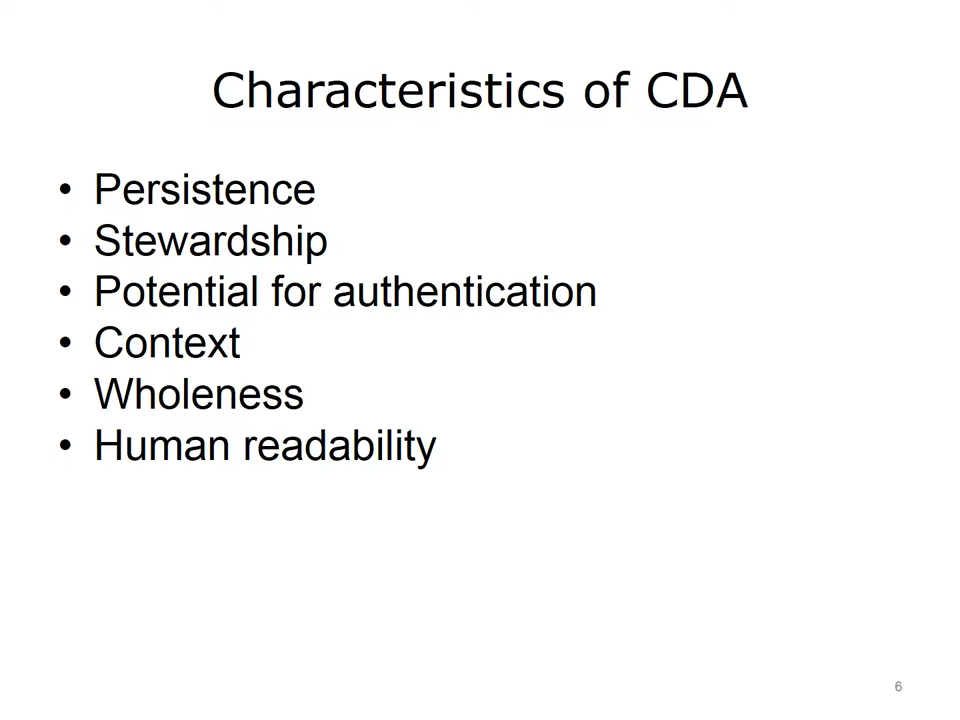 Characteristics of CDA
• Persistence
• Stewardship
• Potential for authentication
• Context
• Wholeness
• Human readability
6